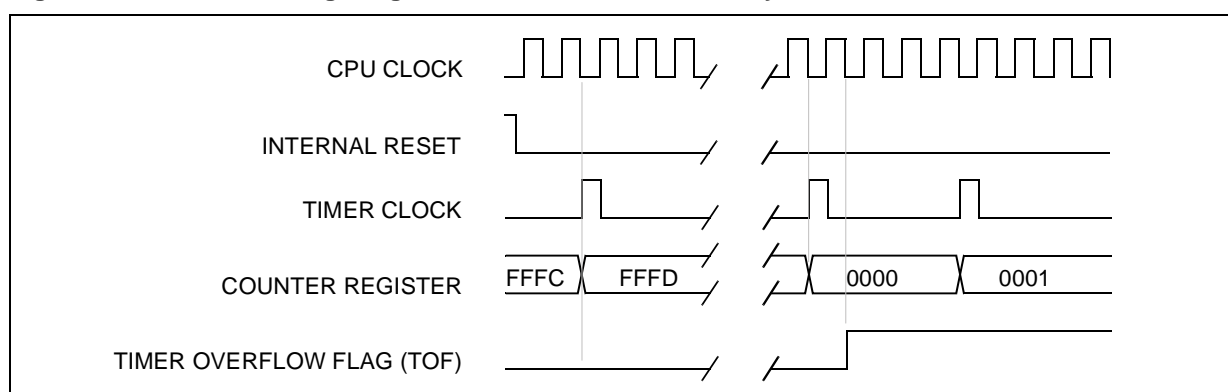 CPU CLOCK
INTERNAL RESET
TIMER CLOCK
COUNTER REGISTER FFFC FFFD 0000 0001
TIMER OVERFLOW FLAG (TOF)